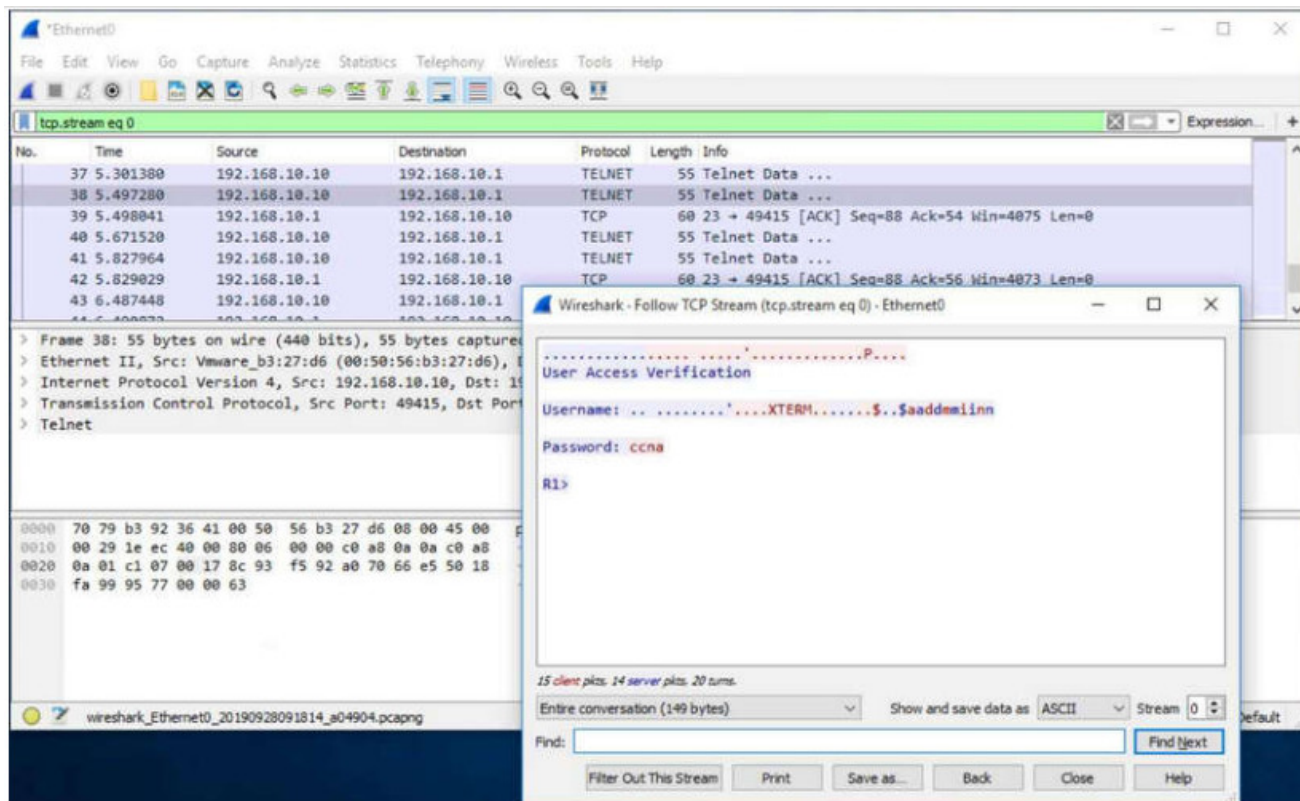 *Ethernet0
File Edit View Go Capture Analyze Statistics Telephony Wireless Tools Help
tcp.stream eq 0
Expression... +
No. Time Source Destination Protocol Length Info
37 5.301380 192.168.10.10 192.168.10.1 TELNET 55 Telnet Data ...
38 5.497280 192.168.10.10 192.168.10.1 TELNET 55 Telnet Data ...
39 5.498041 192.168.10.1 192.168.10.10 TCP 60 23 → 49415 [ACK] Seq=88 Ack=54 Win=4075 Len=0
40 5.671520 192.168.10.10 192.168.10.1 TELNET 55 Telnet Data ...
41 5.827964 192.168.10.10 192.168.10.1 TELNET 55 Telnet Data ...
42 5.829029 192.168.10.1 192.168.10.10 TCP 60 23 → 49415 [ACK] Seq=88 Ack=56 Win=4073 Len=0
43 6.487448 192.168.10.10 192.168.10.1
> Frame 38: 55 bytes on wire (440 bits), 55 bytes capture
> Ethernet II, Src: Vmware_b3:27:d6 (00:50:56:b3:27:d6),
> Internet Protocol Version 4, Src: 192.168.10.10, Dst: 19
> Transmission Control Protocol, Src Port: 49415, Dst Port
> Telnet
0000 70 79 b3 92 36 41 00 50 56 b3 27 d6 08 00 45 00
0010 00 29 1e ec 40 00 80 06 00 00 c0 a8 0a 0a c0 a8
0020 0a 01 c1 07 00 17 8c 93 f5 92 a0 70 66 e5 50 18
0030 fa 99 95 77 00 00 63
wireshark_Ethernet0_20190928091814_a04904.pcapng
Default
Wireshark - Follow TCP Stream (tcp.stream eq 0) - Ethernet0
................. .....'.............P....
User Access Verification
Username: .. ........'....XTERM.......$..$aaddmmiinn
Password: ccna
R1>
15 client pkts, 14 server pkts, 20 turns.
Entire conversation (149 bytes)
Show and save data as ASCII
Stream 0
Find:
Find Next
Filter Out This Stream
Print
Save as...
Back
Close
Help